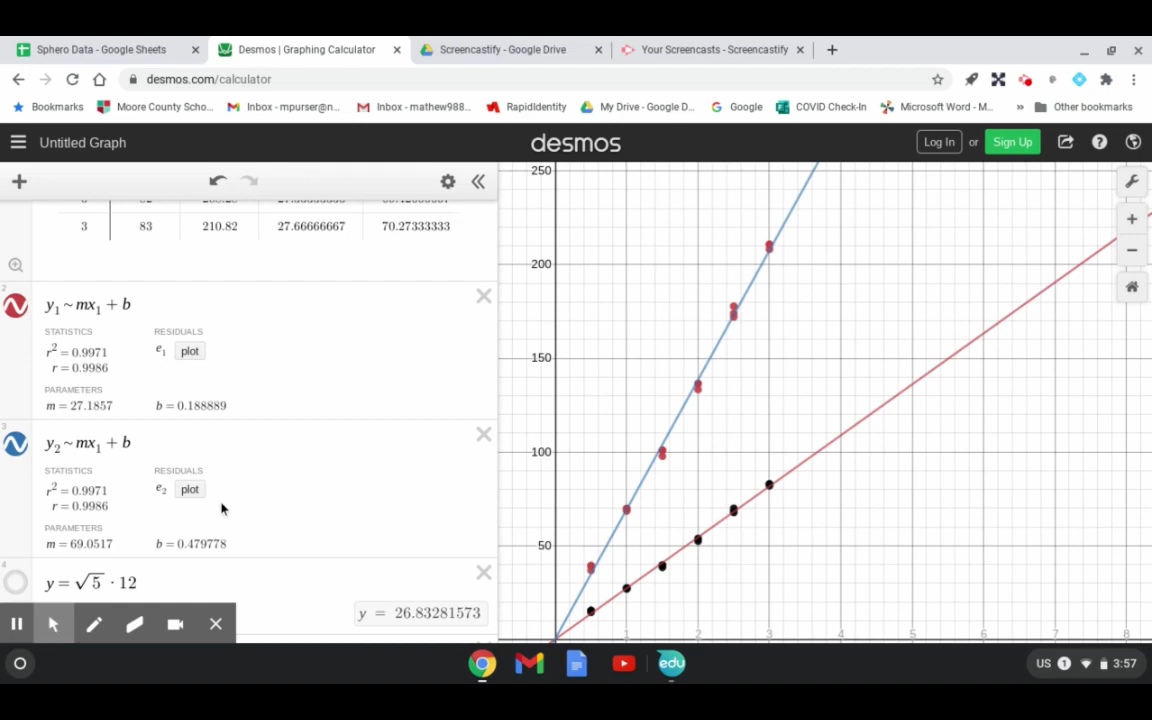 Sphero Data - Google Sheets
Desmos | Graphing Calculator
Screencastify - Google Drive
Your Screencasts - Screencastify
desmos.com/calculator
Bookmarks
Moore County Scho...
Inbox - mpurser@n...
Inbox - mathew988...
RapidIdentity
My Drive - Google D...
Google
COVID Check-In
Microsoft Word - M...
»
Other bookmarks
Untitled Graph
desmos
Log In or Sign Up
3 83 210.82 27.66666667 70.27333333
2
y₁ ~ mx₁ + b
STATISTICS RESIDUALS
r² = 0.9971 e₁ plot
r = 0.9986
PARAMETERS
m = 27.1857 b = 0.188889
3
y₂ ~ mx₁ + b
STATISTICS RESIDUALS
r² = 0.9971 e₂ plot
r = 0.9986
PARAMETERS
m = 69.0517 b = 0.479778
4
y = √5 · 12
y = 26.83281573
250
200
150
100
50
1 2 3 4 5 6 7 8
edu
US 1 3:57